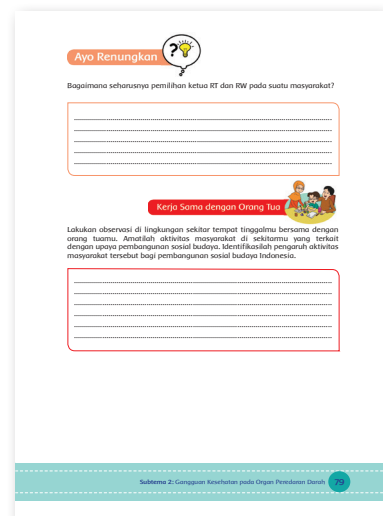 Ayo Renungkan
Bagaimana seharusnya pemilihan ketua RT dan RW pada suatu masyarakat?
Kerja Sama dengan Orang Tua
Lakukan observasi di lingkungan sekitar tempat tinggalmu bersama dengan
orang tuamu. Amatilah aktivitas masyarakat di sekitarmu yang terkait
dengan upaya pembangunan sosial budaya. Identifikasilah pengaruh aktivitas
masyarakat tersebut bagi pembangunan sosial budaya Indonesia.
Subtema 2: Gangguan Kesehatan pada Organ Peredaran Darah 79